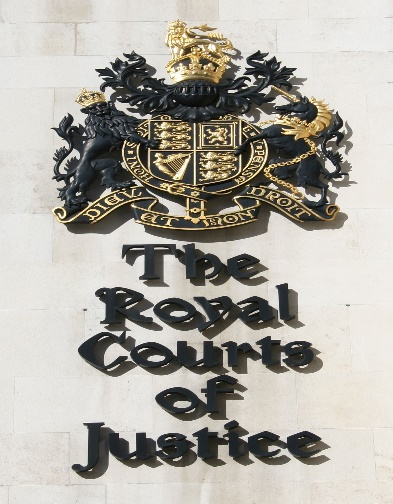 DIEU ET MON DROIT
The
Royal
Courts
of
Justice